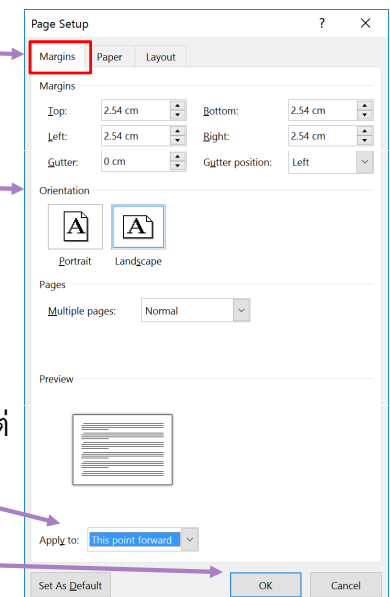 Page Setup ? ×
Margins Paper Layout
Margins
Top: 2.54 cm Bottom: 2.54 cm
Left: 2.54 cm Right: 2.54 cm
Gutter: 0 cm Gutter position: Left
Orientation
A A
Portrait Landscape
Pages
Multiple pages: Normal
Preview
Apply to: This point forward
Set As Default OK Cancel